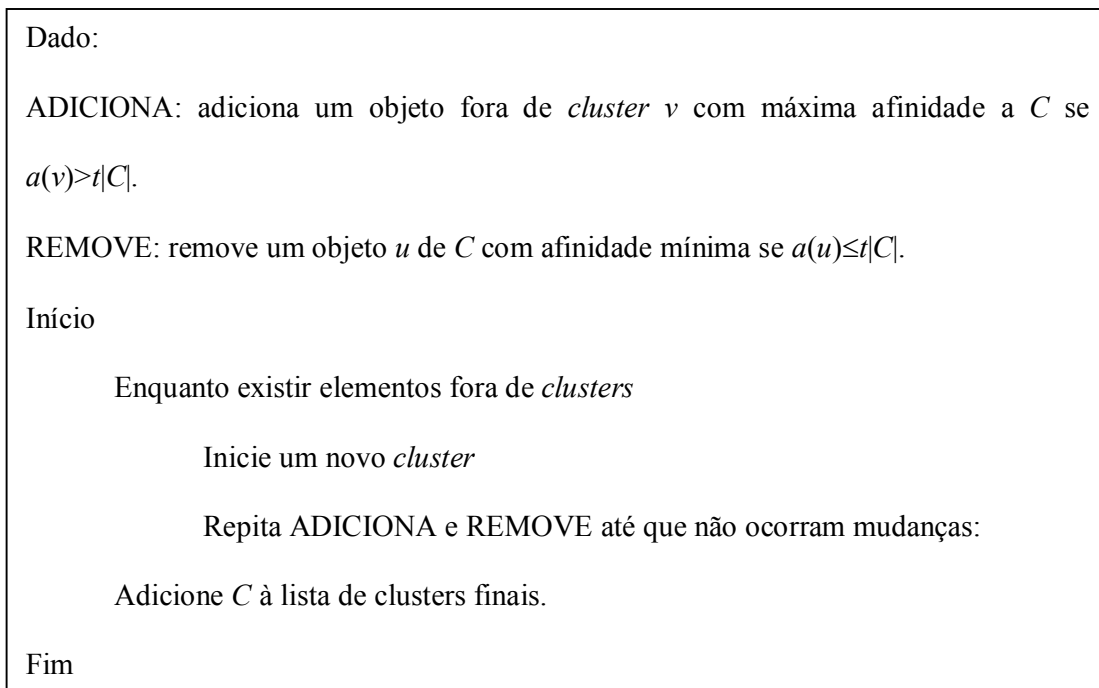 Dado:
ADICIONA: adiciona um objeto fora de cluster v com máxima afinidade a C se
a(v)>t|C|.
REMOVE: remove um objeto u de C com afinidade mínima se a(u)≤t|C|.
Início
Enquanto existir elementos fora de clusters
Inicie um novo cluster
Repita ADICIONA e REMOVE até que não ocorram mudanças:
Adicione C à lista de clusters finais.
Fim